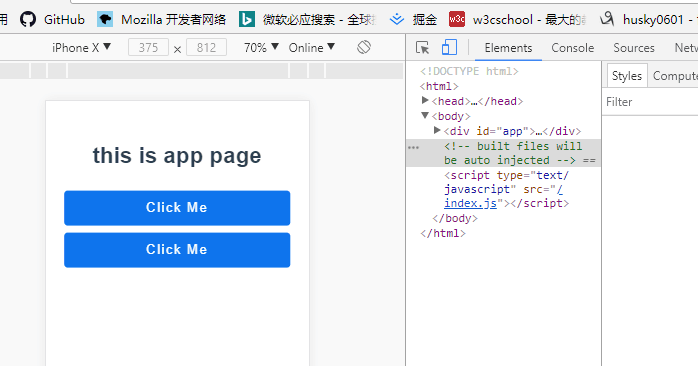 用 GitHub Mozilla 开发者网络 微软必应搜索 - 全球 掘金 w3cschool - 最大的 husky0601 - Gi
iPhone X ▼ 375 × 812 70% ▼ Online ▼
Elements Console Sources Netw
this is app page
Click Me
Click Me
<!DOCTYPE html>
<html>
<head>…</head>
<body>
<div id="app">…</div>
<!-- built files will
be auto injected --> ==
<script type="text/
javascript" src="/
index.js"></script>
</body>
</html>
Styles Compute
Filter